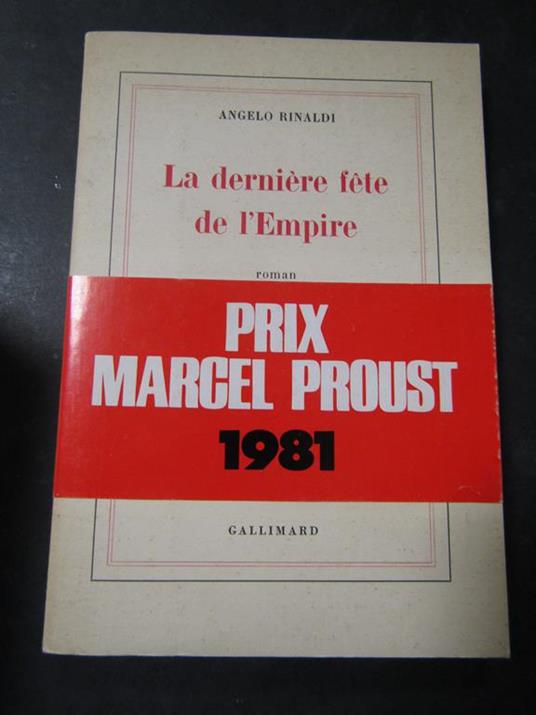 ANGELO RINALDI
La dernière fête
de l'Empire
roman
PRIX
MARCEL PROUST
1981
GALLIMARD